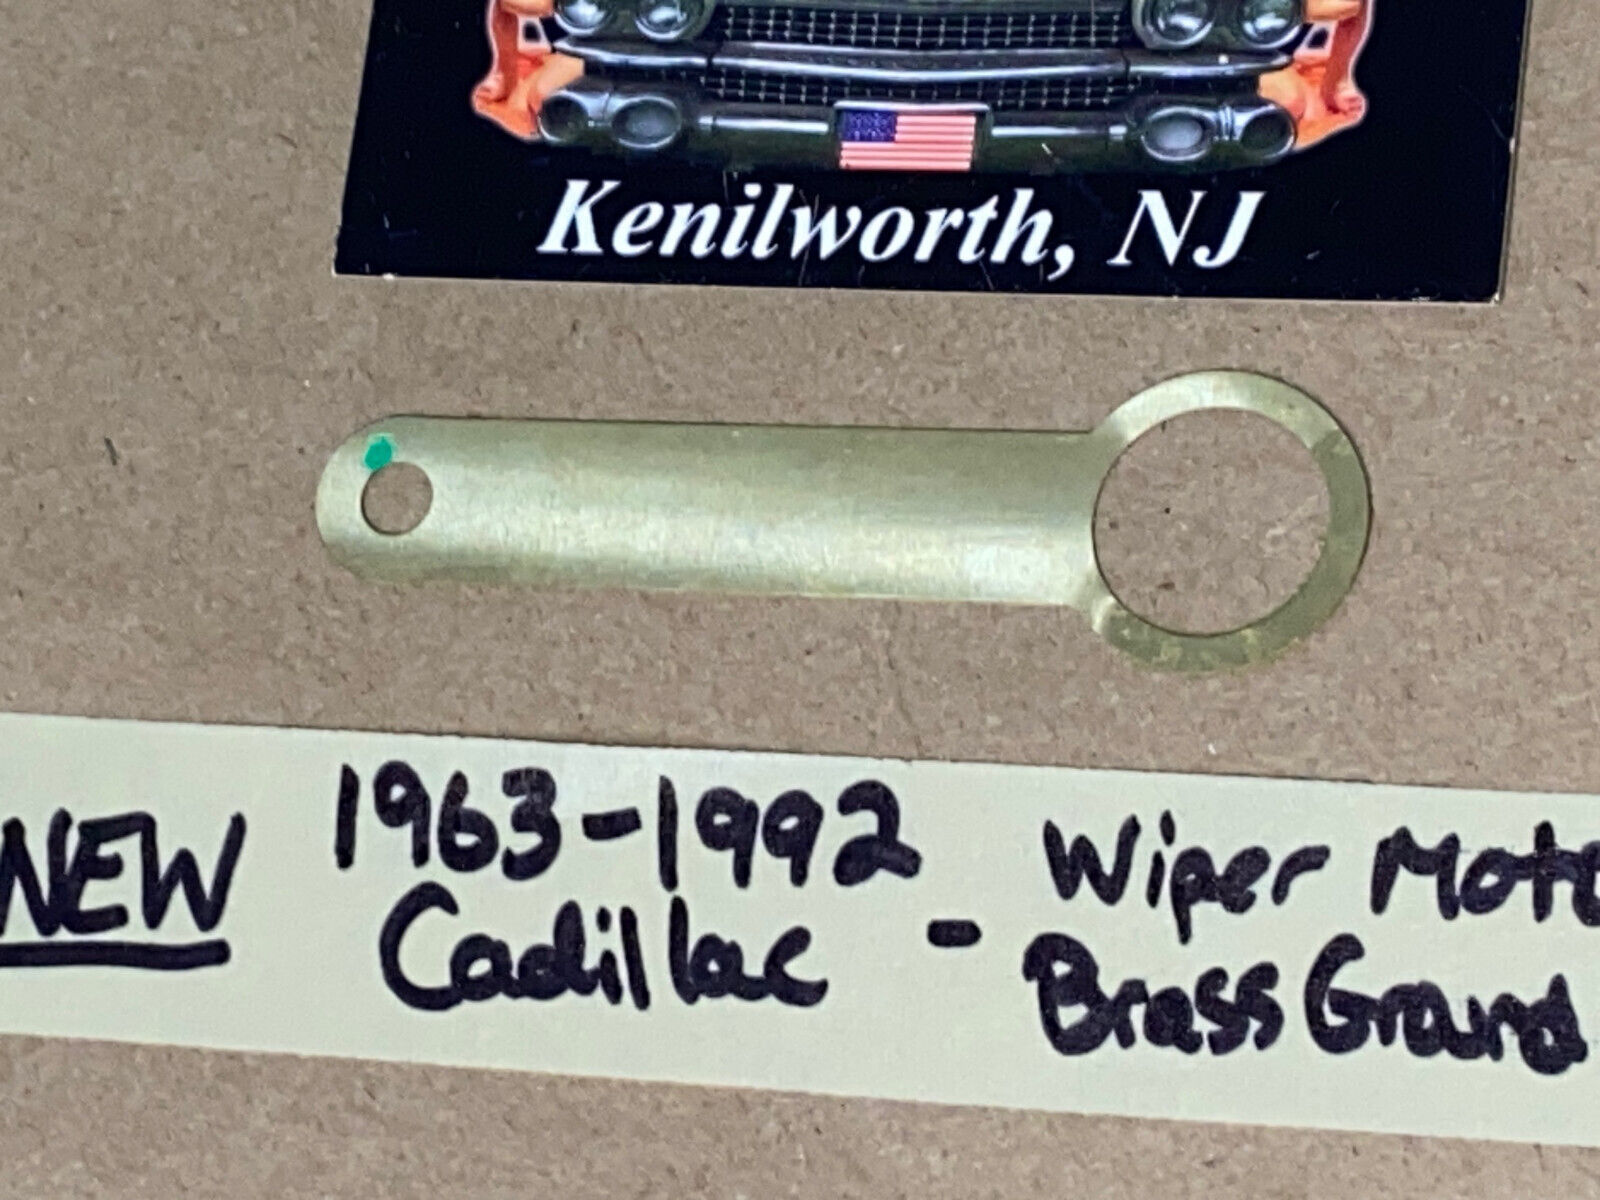 Kenilworth, NJ
NEW 1963-1992 - Wiper Moto
Cadillac Brass Ground